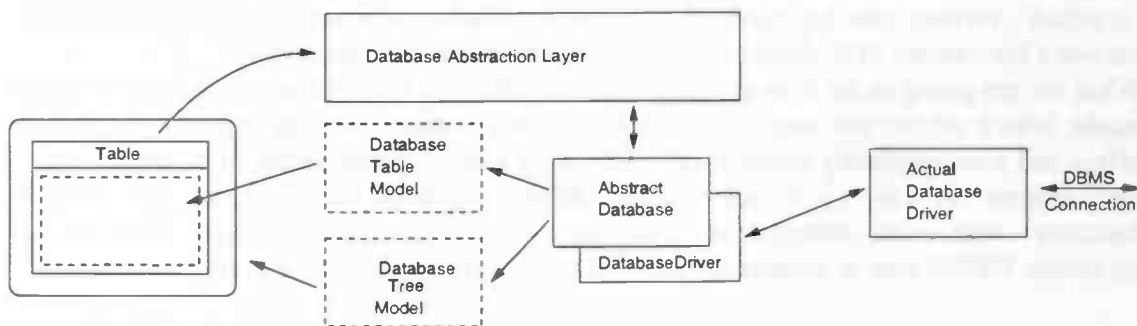 Database Abstraction Layer
Table
Database
Table
Model
Database
Tree
Model
Abstract
Database
DatabaseDriver
Actual
Database
Driver
DBMS
Connection